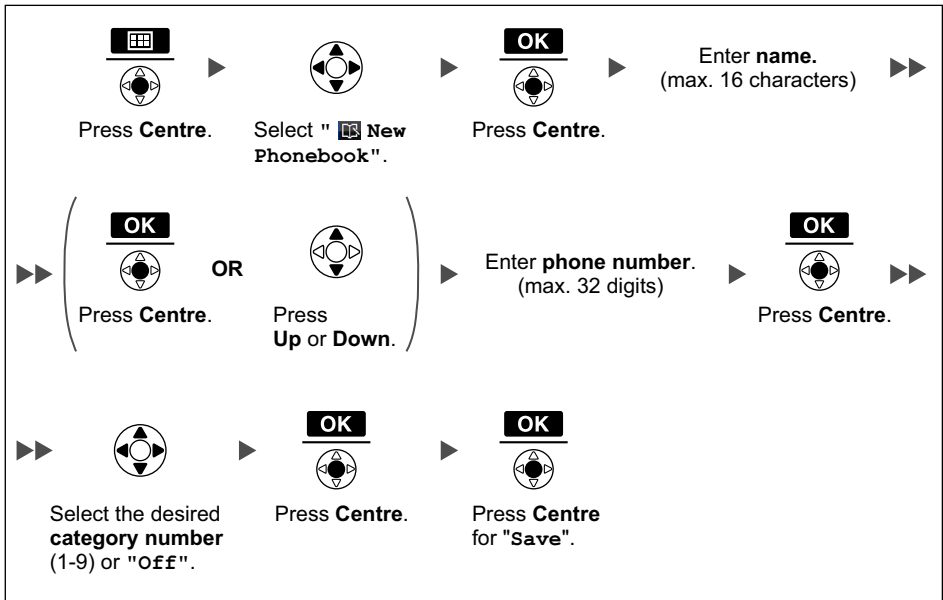 Press Centre.
Select " New
Phonebook".
OK
Press Centre.
Enter name.
(max. 16 characters)
OK
Press Centre.
OR
Press
Up or Down.
Enter phone number.
(max. 32 digits)
OK
Press Centre.
Select the desired
category number
(1-9) or "Off".
OK
Press Centre.
OK
Press Centre
for "Save".